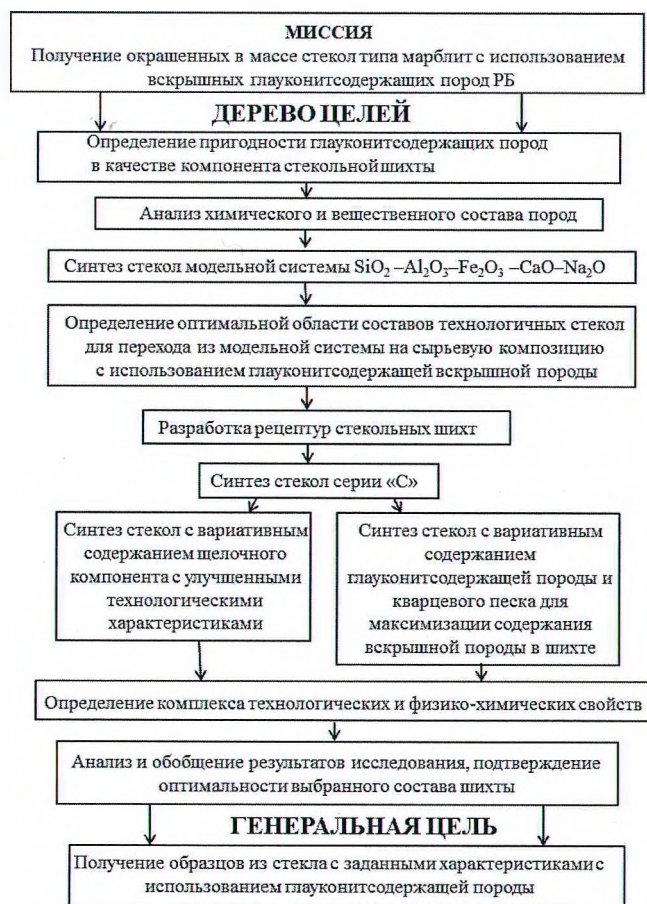 МИССИЯ
Получение окрашенных в массе стекол типа марблит с использованием
вскрышных глауконитсодержащих пород РБ
ДЕРЕВО ЦЕЛЕЙ
Определение пригодности глауконитсодержащих пород
в качестве компонента стекольной шихты
Анализ химического и вещественного состава пород
Синтез стекол модельной системы SiO₂ –Al₂O₃–Fe₂O₃ –CaO–Na₂O
Определение оптимальной области составов технологичных стекол
для перехода из модельной системы на сырьевую композицию
с использованием глауконитсодержащей вскрышной породы
Разработка рецептур стекольных шихт
Синтез стекол серии «С»
Синтез стекол с вариативным
содержанием щелочного
компонента с улучшенными
технологическими
характеристиками
Синтез стекол с вариативным
содержанием
глауконитсодержащей породы и
кварцевого песка для
максимизации содержания
вскрышной породы в шихте
Определение комплекса технологических и физико-химических свойств
Анализ и обобщение результатов исследования, подтверждение
оптимальности выбранного состава шихты
ГЕНЕРАЛЬНАЯ ЦЕЛЬ
Получение образцов из стекла с заданными характеристиками с
использованием глауконитсодержащей породы